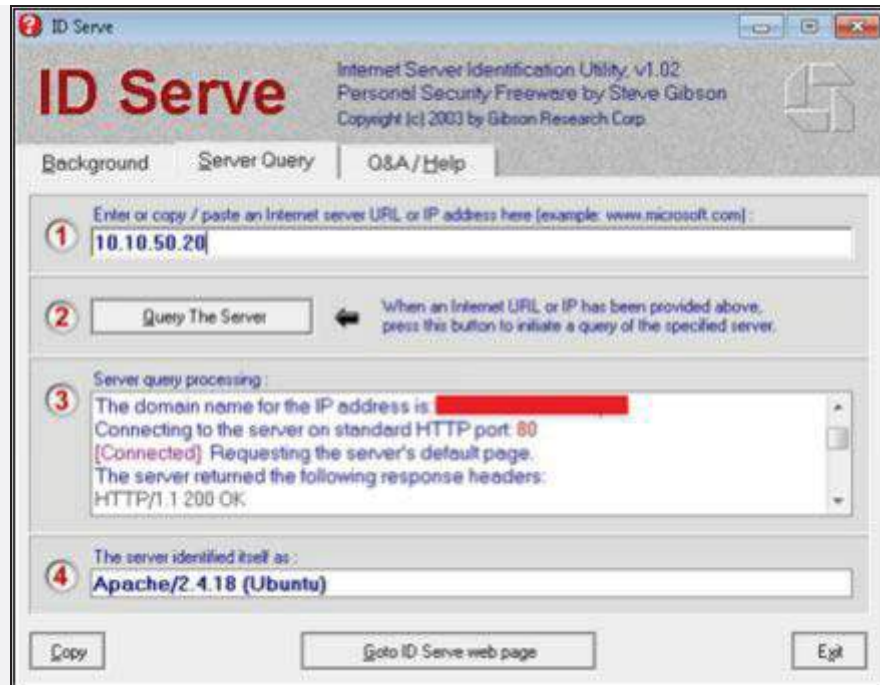 ID Serve
ID Serve
Internet Server Identification Utility, v1.02
Personal Security Freeware by Steve Gibson
Copyright (c) 2003 by Gibson Research Corp.
Background
Server Query
Q&A/Help
1
Enter or copy / paste an Internet server URL or IP address here (example: www.microsoft.com) :
10.10.50.20
2
Query The Server
When an Internet URL or IP has been provided above,
press this button to initiate a query of the specified server.
3
Server query processing :
The domain name for the IP address is:
Connecting to the server on standard HTTP port: 80
[Connected] Requesting the server's default page.
The server returned the following response headers:
HTTP/1.1 200 OK
4
The server identified itself as :
Apache/2.4.18 (Ubuntu)
Copy
Goto ID Serve web page
Exit